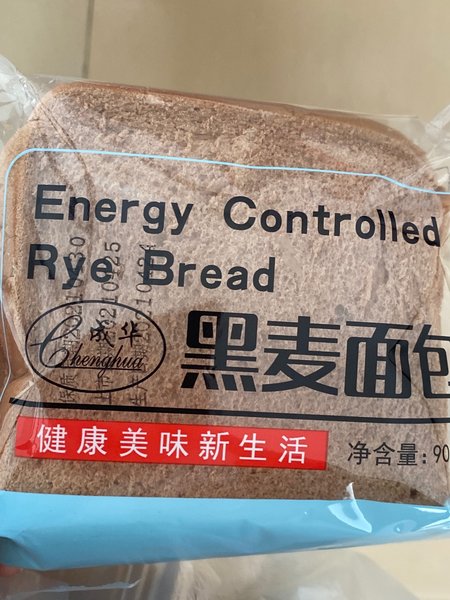 Energy Controlled
Rye Bread
成华
Chenghua
黑麦面包
健康美味新生活
净含量: 90